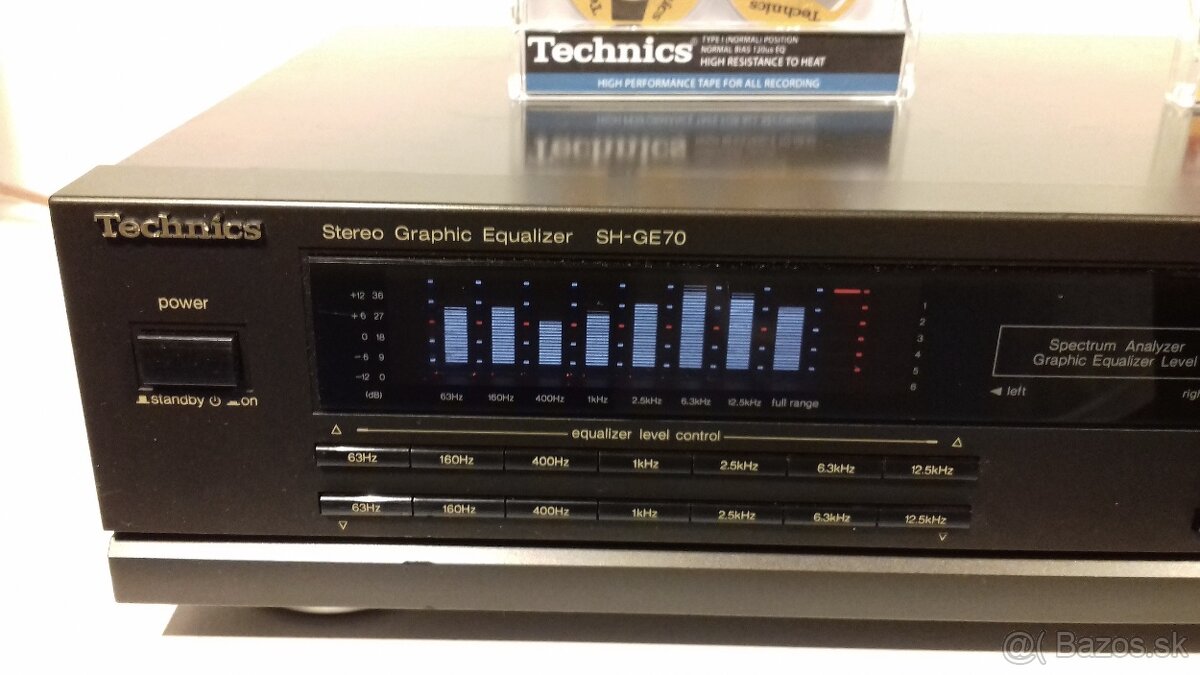 Technics
Technics
Technics
TYPE I (NORMAL) POSITION
NORMAL BIAS 120us EQ
HIGH RESISTANCE TO HEAT
HIGH PERFORMANCE TAPE FOR ALL RECORDING
Technics
Stereo Graphic Equalizer SH-GE70
power
standby on
+12 36
+6 27
0 18
-6 9
-12 0
(dB)
63Hz 160Hz 400Hz 1kHz 2.5kHz 6.3kHz 12.5kHz full range
1
2
3
4
5
6
Spectrum Analyzer
Graphic Equalizer Level
left
equalizer level control
63Hz 160Hz 400Hz 1kHz 2.5kHz 6.3kHz 12.5kHz
63Hz 160Hz 400Hz 1kHz 2.5kHz 6.3kHz 12.5kHz
@( Bazos.sk